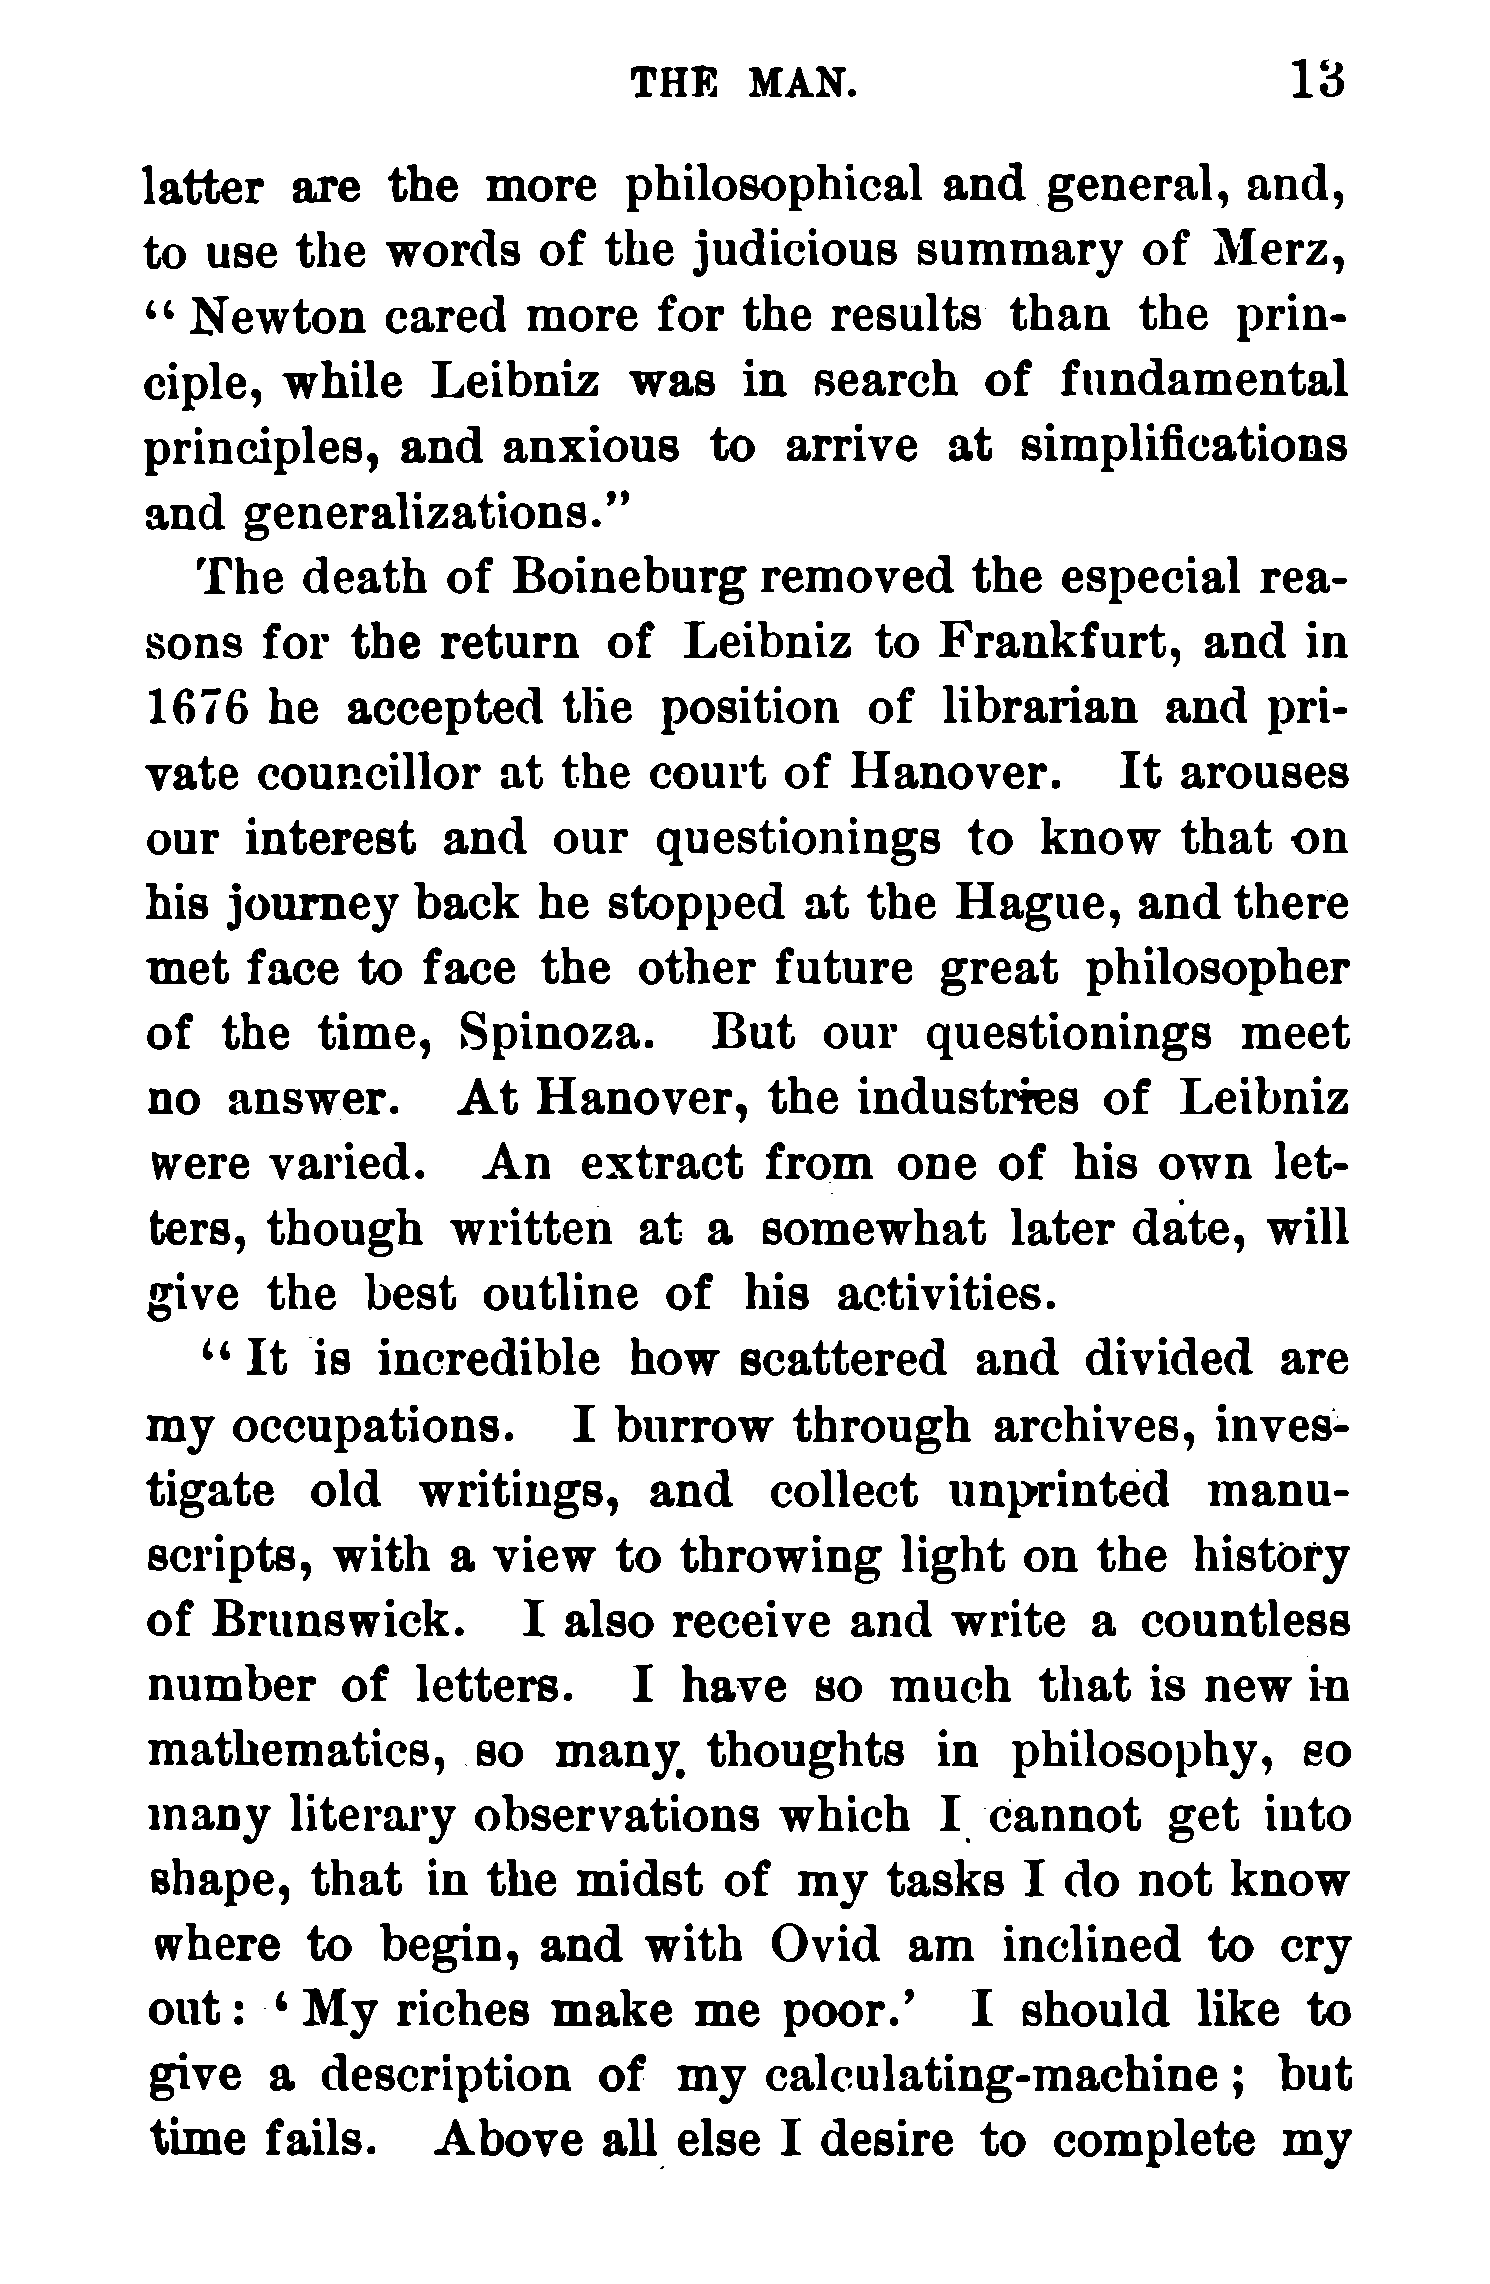 THE MAN. 13
latter are the more philosophical and general, and,
to use the words of the judicious summary of Merz,
“ Newton cared more for the results than the prin-
ciple, while Leibniz was in search of fundamental
principles, and anxious to arrive at simplifications
and generalizations.”
The death of Boineburg removed the especial rea-
sons for the return of Leibniz to Frankfurt, and in
1676 he accepted the position of librarian and pri-
vate councillor at the court of Hanover. It arouses
our interest and our questionings to know that on
his journey back he stopped at the Hague, and there
met face to face the other future great philosopher
of the time, Spinoza. But our questionings meet
no answer. At Hanover, the industries of Leibniz
were varied. An extract from one of his own let-
ters, though written at a somewhat later date, will
give the best outline of his activities.
“ It is incredible how scattered and divided are
my occupations. I burrow through archives, inves-
tigate old writings, and collect unprinted manu-
scripts, with a view to throwing light on the history
of Brunswick. I also receive and write a countless
number of letters. I have so much that is new in
mathematics, so many thoughts in philosophy, so
many literary observations which I cannot get into
shape, that in the midst of my tasks I do not know
where to begin, and with Ovid am inclined to cry
out : ‘ My riches make me poor.’ I should like to
give a description of my calculating-machine ; but
time fails. Above all else I desire to complete my